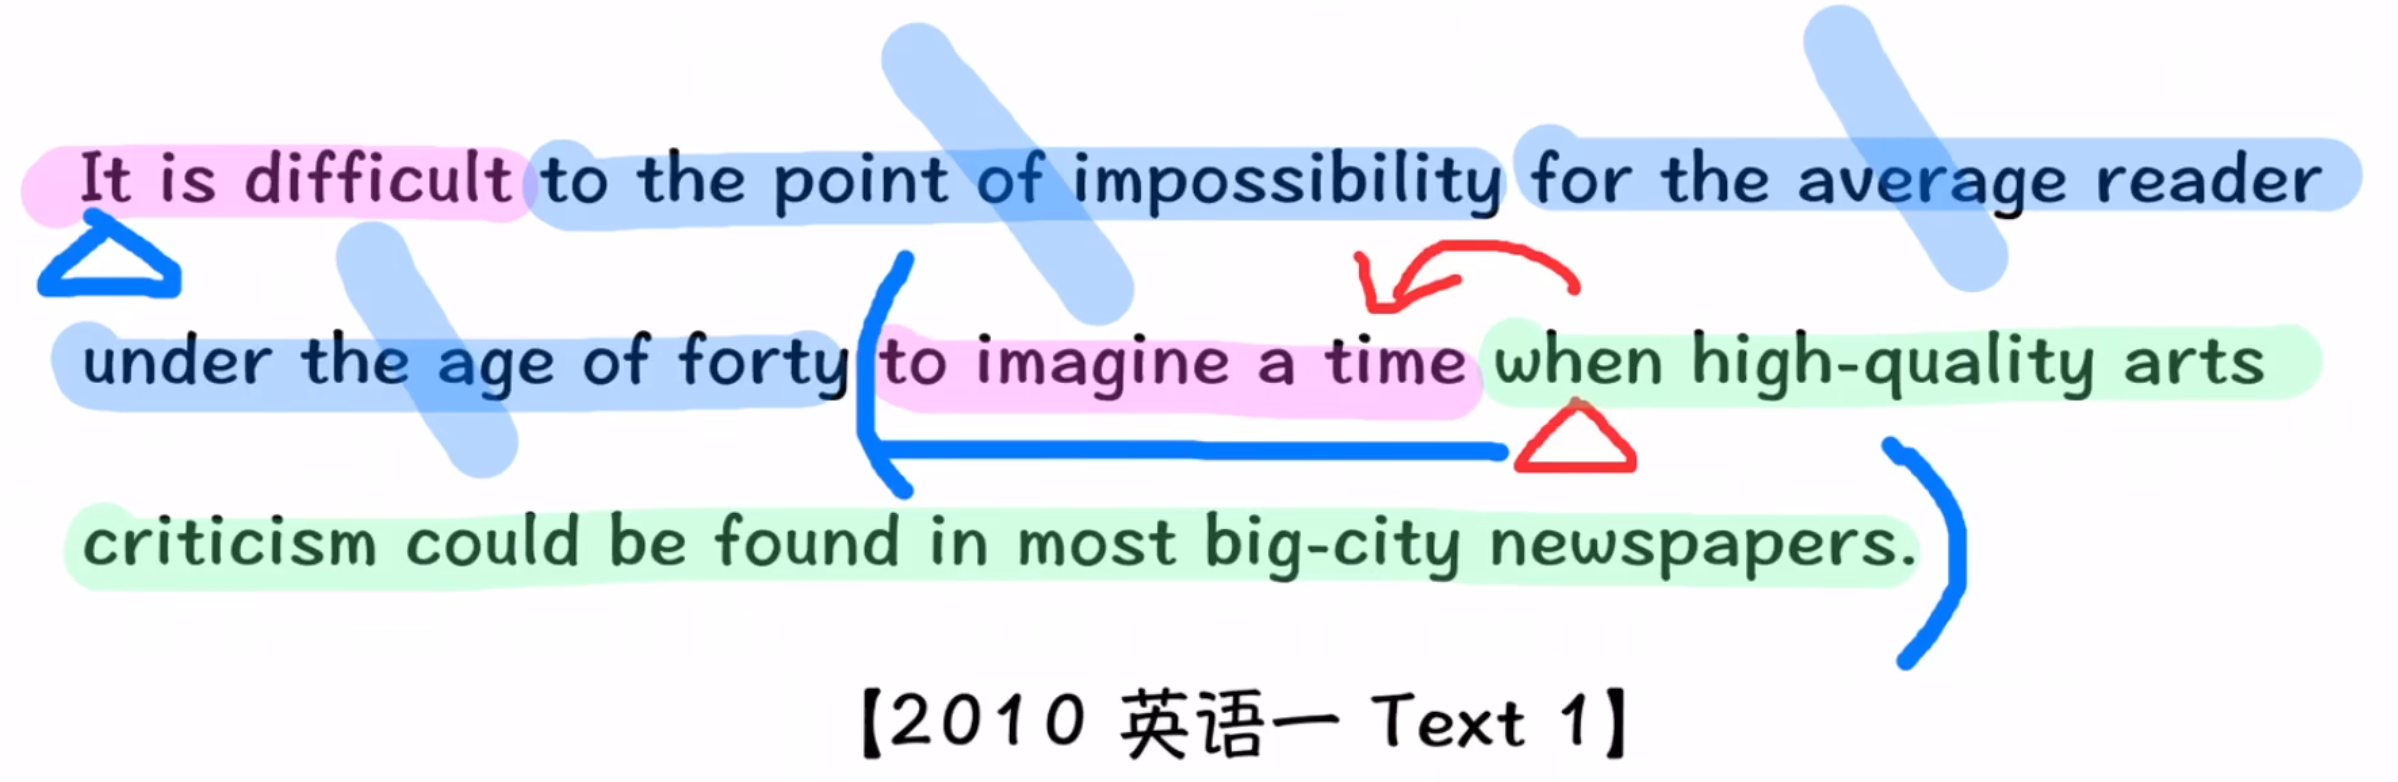 It is difficult to the point of impossibility for the average reader
under the age of forty to imagine a time when high-quality arts
criticism could be found in most big-city newspapers.
【2010 英语一 Text 1】